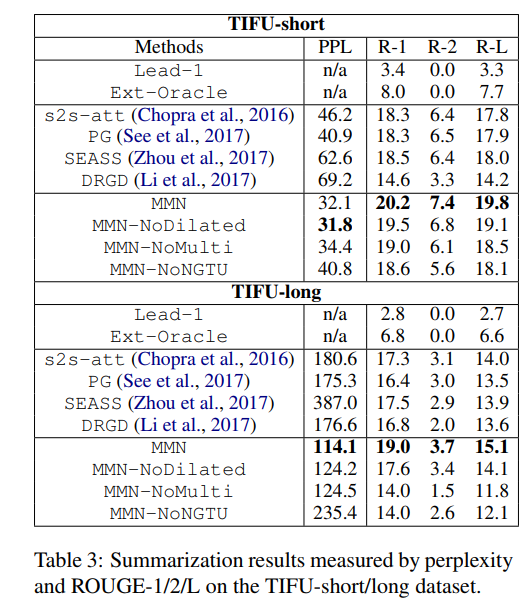 TIFU-short
Methods PPL R-1 R-2 R-L
Lead-1 n/a 3.4 0.0 3.3
Ext-Oracle n/a 8.0 0.0 7.7
s2s-att (Chopra et al., 2016) 46.2 18.3 6.4 17.8
PG (See et al., 2017) 40.9 18.3 6.5 17.9
SEASS (Zhou et al., 2017) 62.6 18.5 6.4 18.0
DRGD (Li et al., 2017) 69.2 14.6 3.3 14.2
MMN 32.1 20.2 7.4 19.8
MMN-NoDilated 31.8 19.5 6.8 19.1
MMN-NoMulti 34.4 19.0 6.1 18.5
MMN-NoNGTU 40.8 18.6 5.6 18.1
TIFU-long
Lead-1 n/a 2.8 0.0 2.7
Ext-Oracle n/a 6.8 0.0 6.6
s2s-att (Chopra et al., 2016) 180.6 17.3 3.1 14.0
PG (See et al., 2017) 175.3 16.4 3.0 13.5
SEASS (Zhou et al., 2017) 387.0 17.5 2.9 13.9
DRGD (Li et al., 2017) 176.6 16.8 2.0 13.6
MMN 114.1 19.0 3.7 15.1
MMN-NoDilated 124.2 17.6 3.4 14.1
MMN-NoMulti 124.5 14.0 1.5 11.8
MMN-NoNGTU 235.4 14.0 2.6 12.1
Table 3: Summarization results measured by perplexity
and ROUGE-1/2/L on the TIFU-short/long dataset.